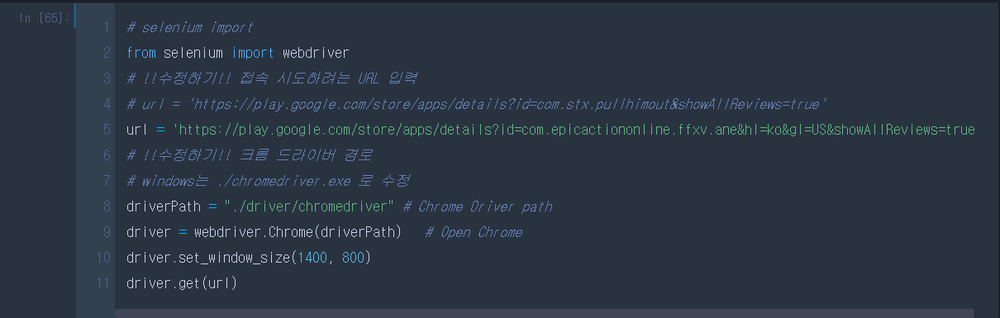 In [65]:
1 # selenium import
2 from selenium import webdriver
3 # !!수정하기!! 접속 시도하려는 URL 입력
4 # url = 'https://play.google.com/store/apps/details?id=com.stx.pullhimout&showAllReviews=true'
5 url = 'https://play.google.com/store/apps/details?id=com.epicactiononline.ffxv.ane&hl=ko&gl=US&showAllReviews=true
6 # !!수정하기!! 크롬 드라이버 경로
7 # windows는 ./chromedriver.exe 로 수정
8 driverPath = "./driver/chromedriver" # Chrome Driver path
9 driver = webdriver.Chrome(driverPath) # Open Chrome
10 driver.set_window_size(1400, 800)
11 driver.get(url)